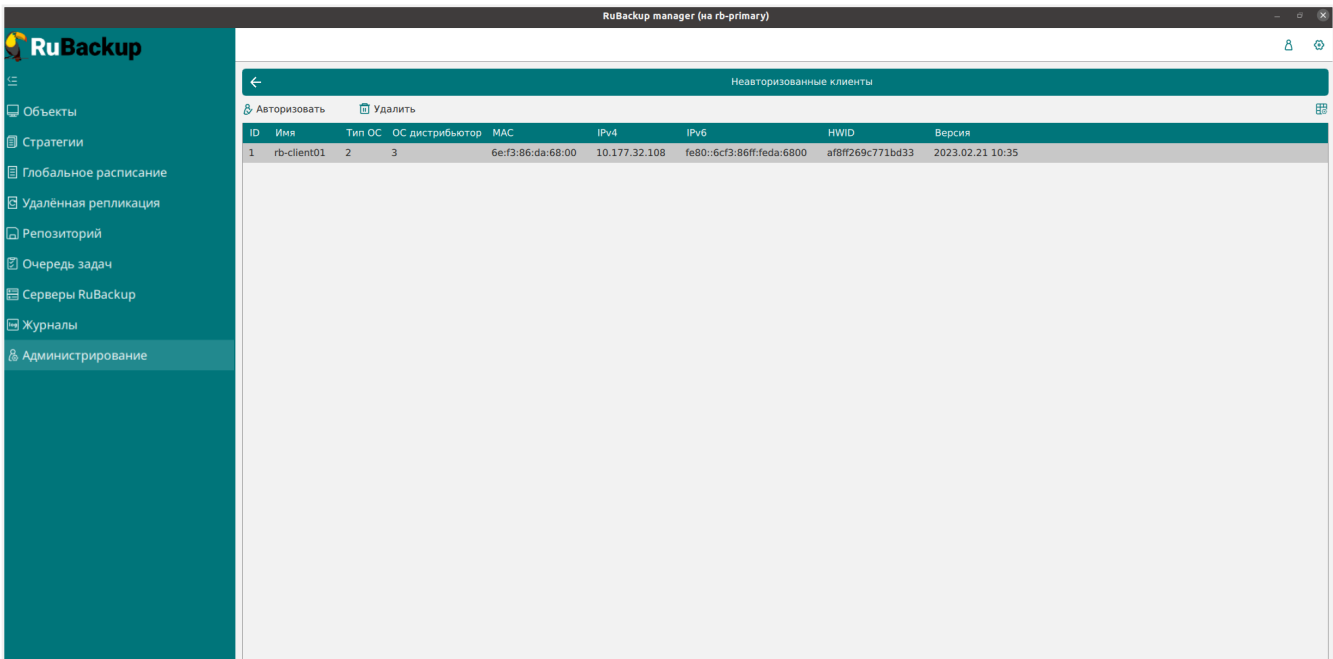 RuBackup manager (на rb-primary)
RuBackup
Неавторизованные клиенты
Объекты
Стратегии
Глобальное расписание
Удалённая репликация
Репозиторий
Очередь задач
Серверы RuBackup
Журналы
Администрирование
Авторизовать Удалить
ID Имя Тип ОС ОС дистрибьютор MAC IPv4 IPv6 HWID Версия
1 rb-client01 2 3 6e:f3:86:da:68:00 10.177.32.108 fe80::6cf3:86ff:feda:6800 af8ff269c771bd33 2023.02.21 10:35